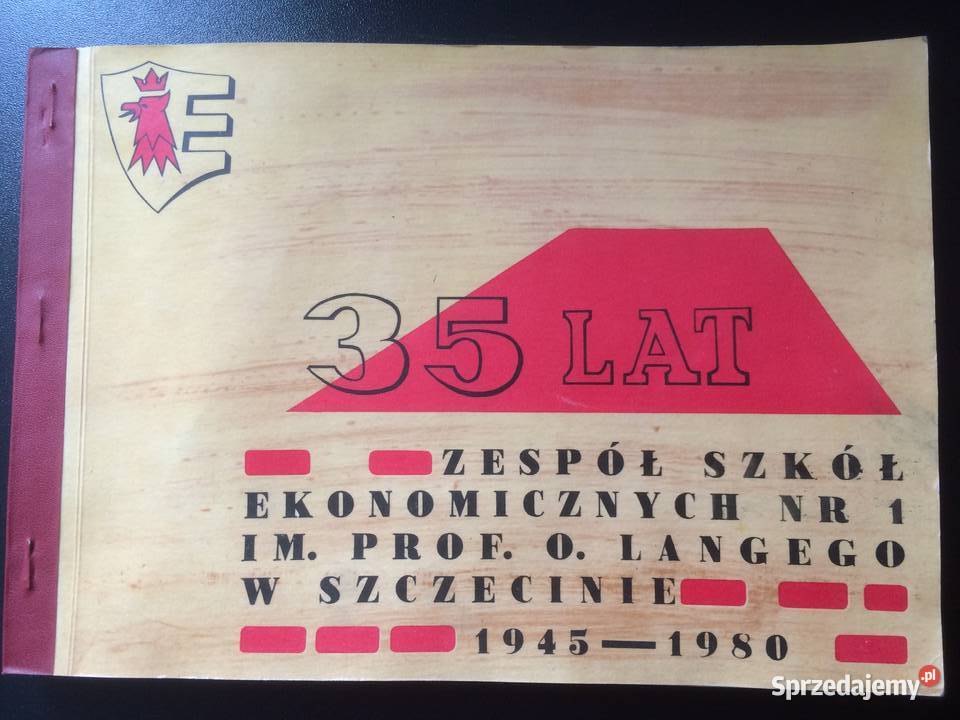 E
35 LAT
ZESPÓŁ SZKÓŁ
EKONOMICZNYCH NR 1
IM. PROF. O. LANGEGO
W SZCZECINIE
1945—1980
Sprzedajemy.pl